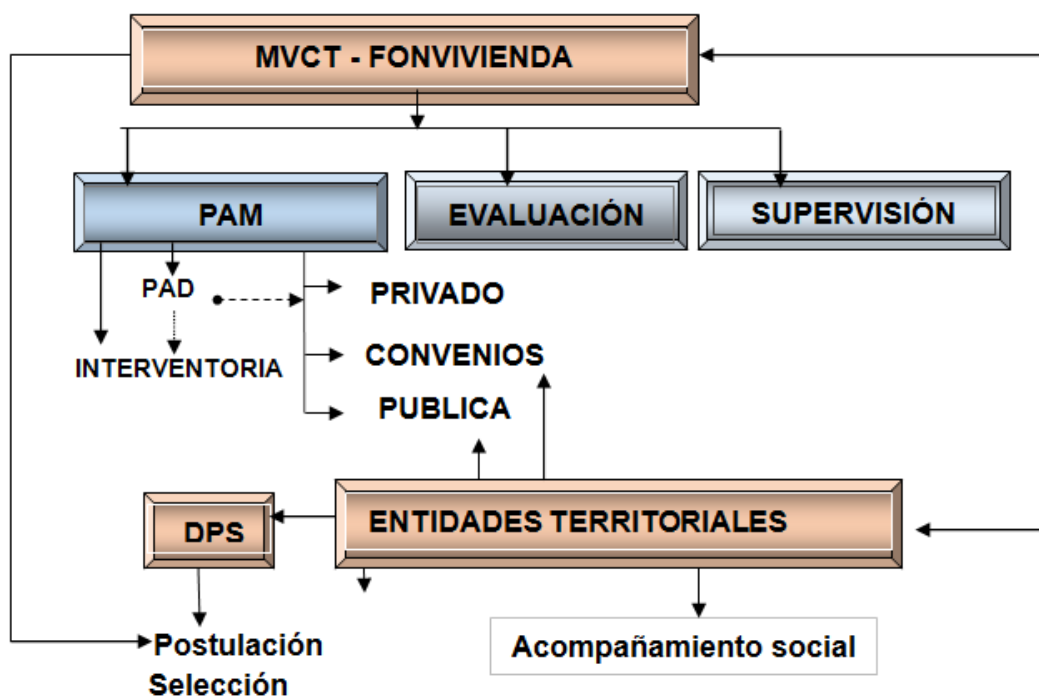 MVCT - FONVIVIENDA
PAM
EVALUACIÓN
SUPERVISIÓN
PAD
PRIVADO
INTERVENTORIA
CONVENIOS
PUBLICA
DPS
ENTIDADES TERRITORIALES
Postulación
Selección
Acompañamiento social